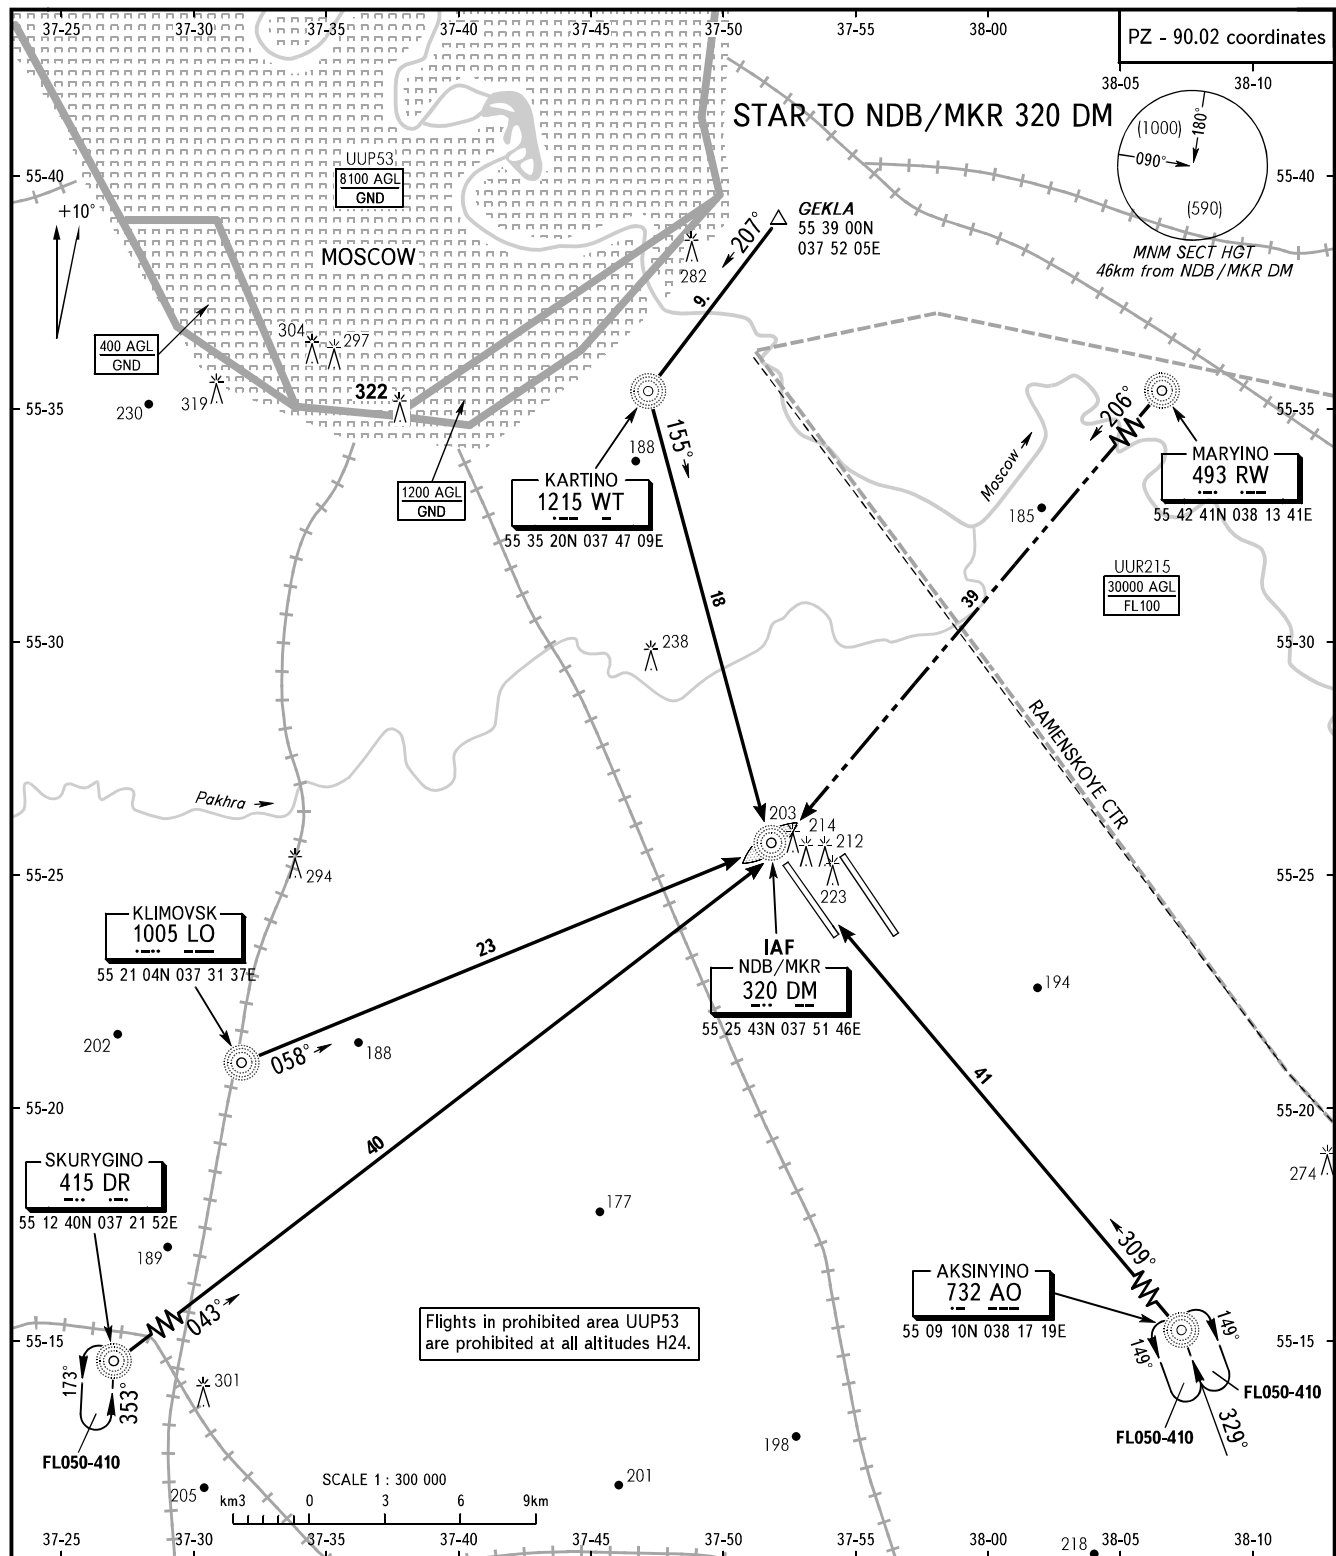 37-25 37-30 37-35 37-40 37-50 37-55 38-00
PZ - 90.02 coordinates
38-05 38-10
STAR TO NDB/MKR 320 DM
(1000)
180°
090°
(590)
MNM SECT HGT
46km from NDB/MKR DM
55-40
55-40
+10°
UUP53
8100 AGL
GND
MOSCOW
GEKLA
55 39 00N
037 52 05E
207°
9.
282
304
297
400 AGL
GND
322
319
230
55-35
55-35
206°
MARYINO
493 RW
55 42 41N 038 13 41E
155°
188
KARTINO
1215 WT
55 35 20N 037 47 09E
1200 AGL
GND
Moscow
185
UUR215
30000 AGL
FL100
18
39
55-30
55-30
238
RAMENSKOYE CTR
Pakhra
203
214
212
223
294
55-25
55-25
KLIMOVSK
1005 LO
55 21 04N 037 31 37E
23
IAF
NDB/MKR
320 DM
55 25 43N 037 51 46E
194
202
058°
188
41
55-20
55-20
40
SKURYGINO
415 DR
55 12 40N 037 21 52E
274
177
189
309°
AKSINYINO
732 AO
55 09 10N 038 17 19E
043°
Flights in prohibited area UUP53
are prohibited at all altitudes H24.
55-15
55-15
149°
149°
173°
353°
301
FL050-410
FL050-410
329°
FL050-410
198
201
205
SCALE 1 : 300 000
km3 0 3 6 9km
37-25 37-30 37-35 37-40 37-45 37-50 37-55 38-00 38-05 38-10
218